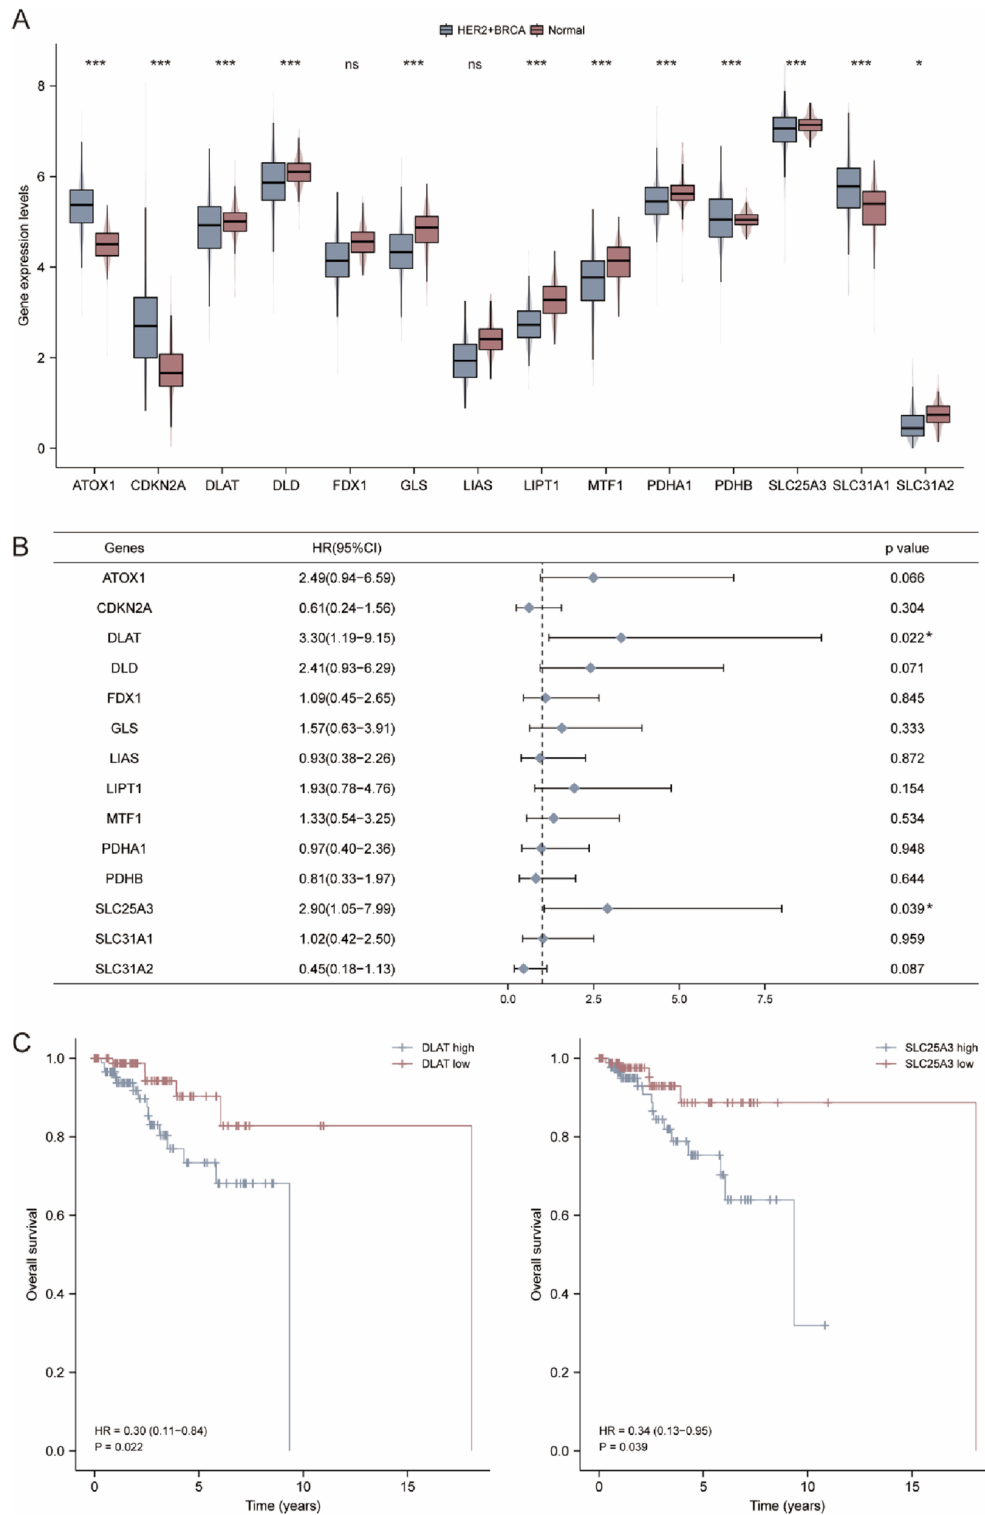 A
HER2+BRCA Normal
*** *** *** *** ns *** ns *** *** *** *** *** *** *
Gene expression levels
8
6
4
2
0
ATOX1 CDKN2A DLAT DLD FDX1 GLS LIAS LIPT1 MTF1 PDHA1 PDHB SLC25A3 SLC31A1 SLC31A2
B
Genes HR(95%CI) p value
ATOX1 2.49(0.94−6.59) 0.066
CDKN2A 0.61(0.24−1.56) 0.304
DLAT 3.30(1.19−9.15) 0.022*
DLD 2.41(0.93−6.29) 0.071
FDX1 1.09(0.45−2.65) 0.845
GLS 1.57(0.63−3.91) 0.333
LIAS 0.93(0.38−2.26) 0.872
LIPT1 1.93(0.78−4.76) 0.154
MTF1 1.33(0.54−3.25) 0.534
PDHA1 0.97(0.40−2.36) 0.948
PDHB 0.81(0.33−1.97) 0.644
SLC25A3 2.90(1.05−7.99) 0.039*
SLC31A1 1.02(0.42−2.50) 0.959
SLC31A2 0.45(0.18−1.13) 0.087
0.0 2.5 5.0 7.5
C
DLAT high
DLAT low
Overall survival
1.0
0.8
0.6
0.4
0.2
0.0
HR = 0.30 (0.11−0.84)
P = 0.022
0 5 10 15
Time (years)
SLC25A3 high
SLC25A3 low
Overall survival
1.0
0.8
0.6
0.4
0.2
0.0
HR = 0.34 (0.13−0.95)
P = 0.039
0 5 10 15
Time (years)